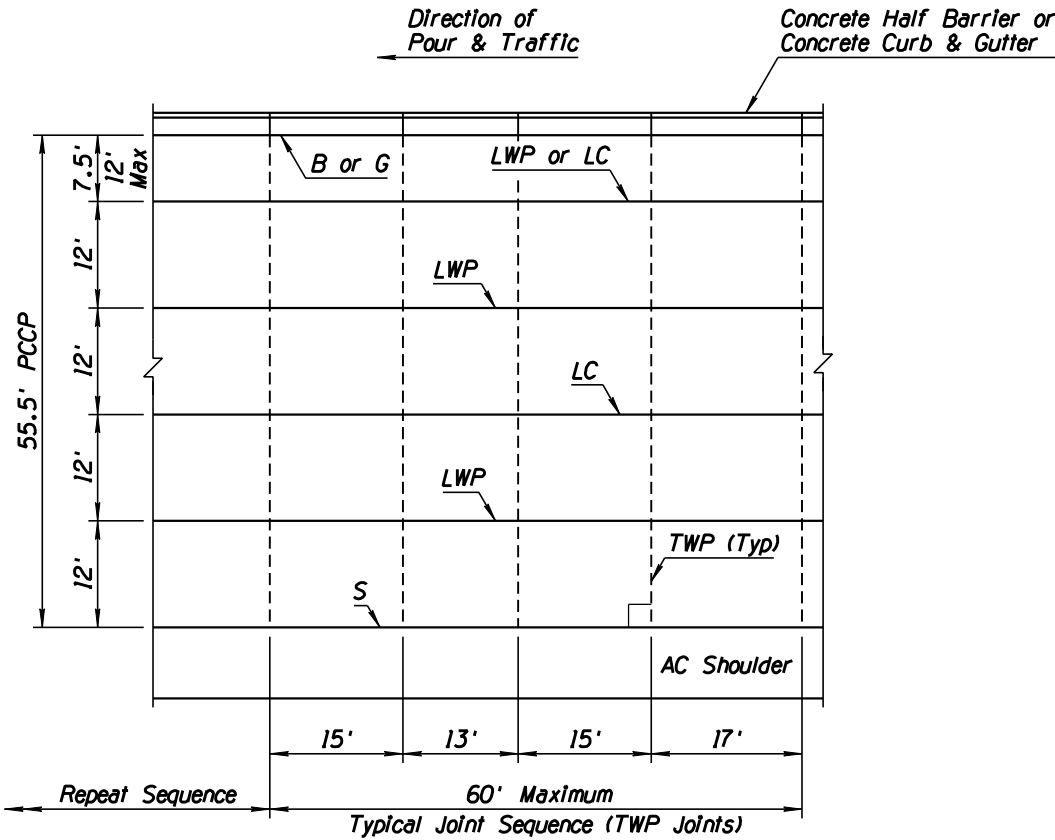 Direction of
Pour & Traffic
Concrete Half Barrier or
Concrete Curb & Gutter
7.5'
12'
Max
B or G
LWP or LC
12'
LWP
12'
55.5' PCCP
LC
12'
LWP
12'
TWP (Typ)
S
AC Shoulder
15'
13'
15'
17'
Repeat Sequence
60' Maximum
Typical Joint Sequence (TWP Joints)